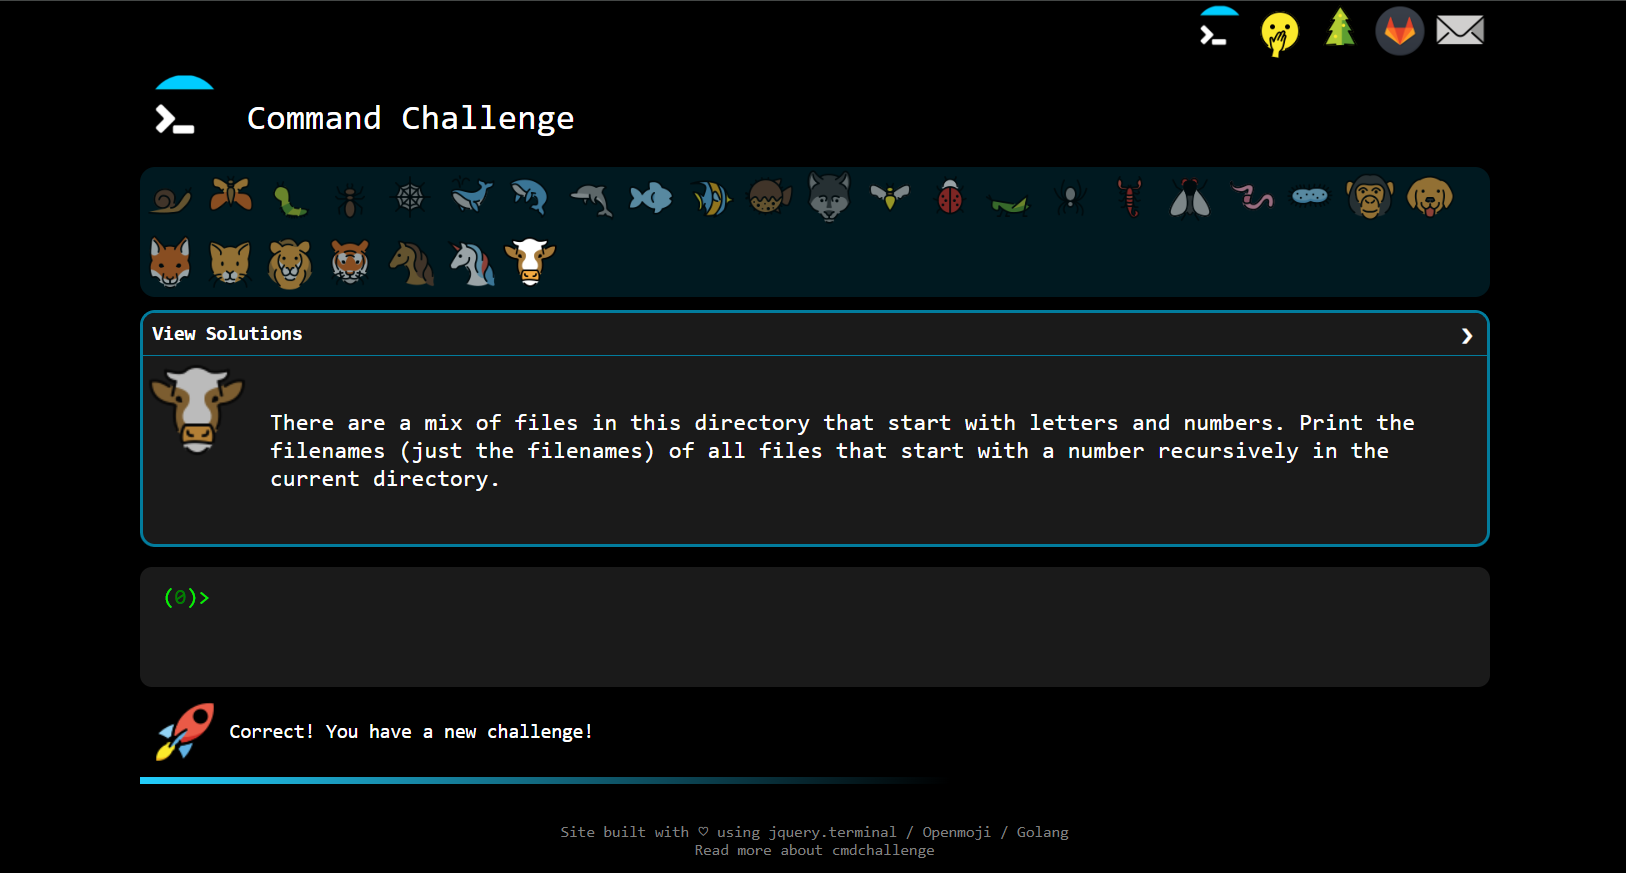 Command Challenge
View Solutions
There are a mix of files in this directory that start with letters and numbers. Print the
filenames (just the filenames) of all files that start with a number recursively in the
current directory.
(0)>
Correct! You have a new challenge!
Site built with ♡ using jquery.terminal / Openmoji / Golang
Read more about cmdchallenge